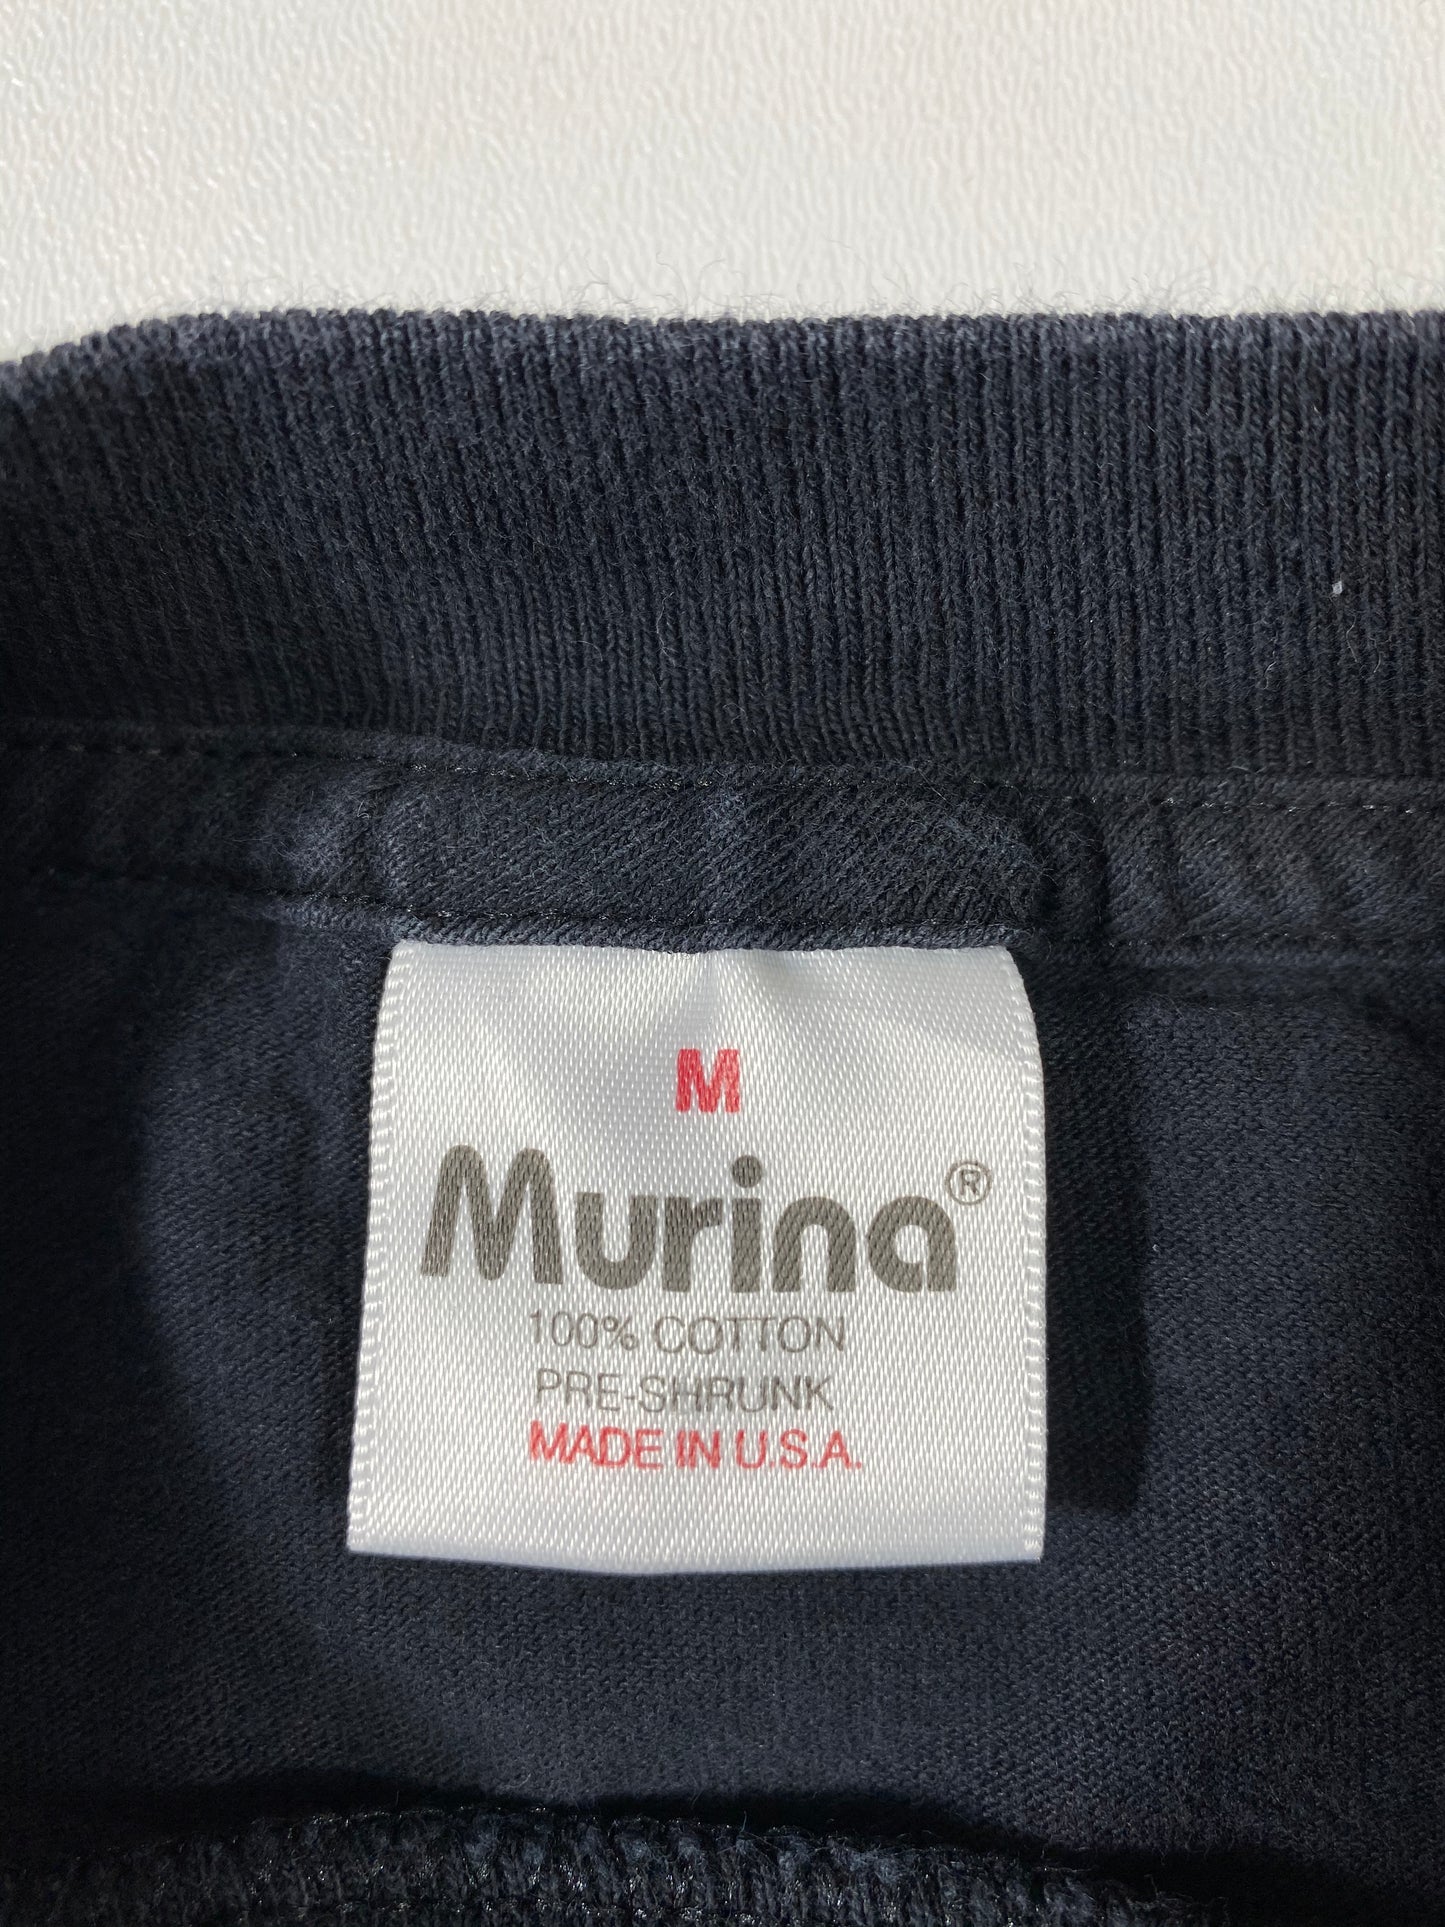 M
Murina®
100% COTTON
PRE-SHRUNK
MADE IN U.S.A.